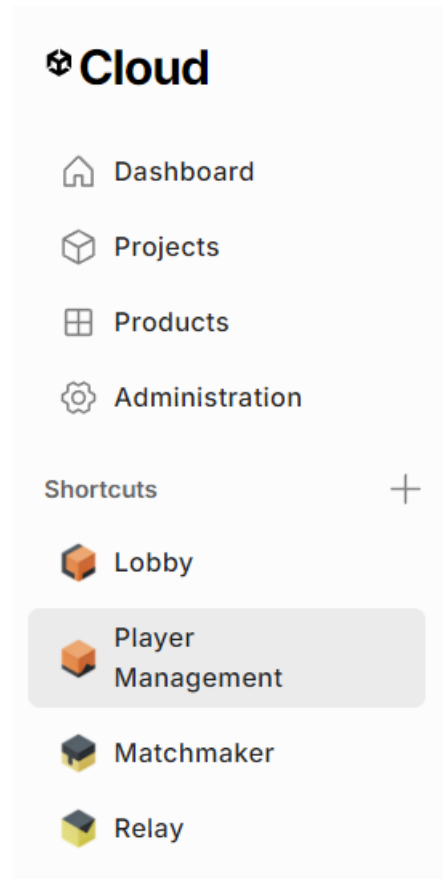 Cloud
Dashboard
Projects
Products
Administration
Shortcuts
Lobby
Player
Management
Matchmaker
Relay